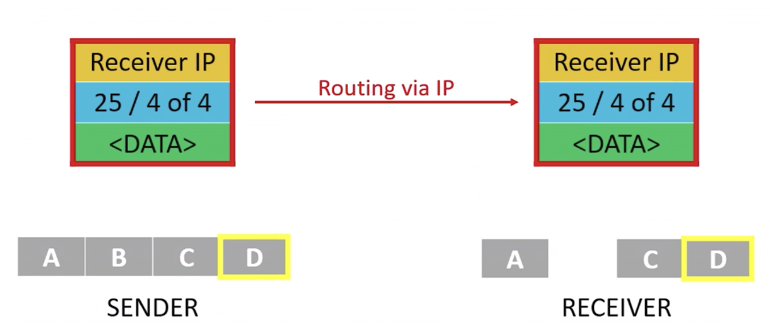 Receiver IP
25 / 4 of 4
<DATA>
Routing via IP
Receiver IP
25 / 4 of 4
<DATA>
A B C D
SENDER
A C D
RECEIVER